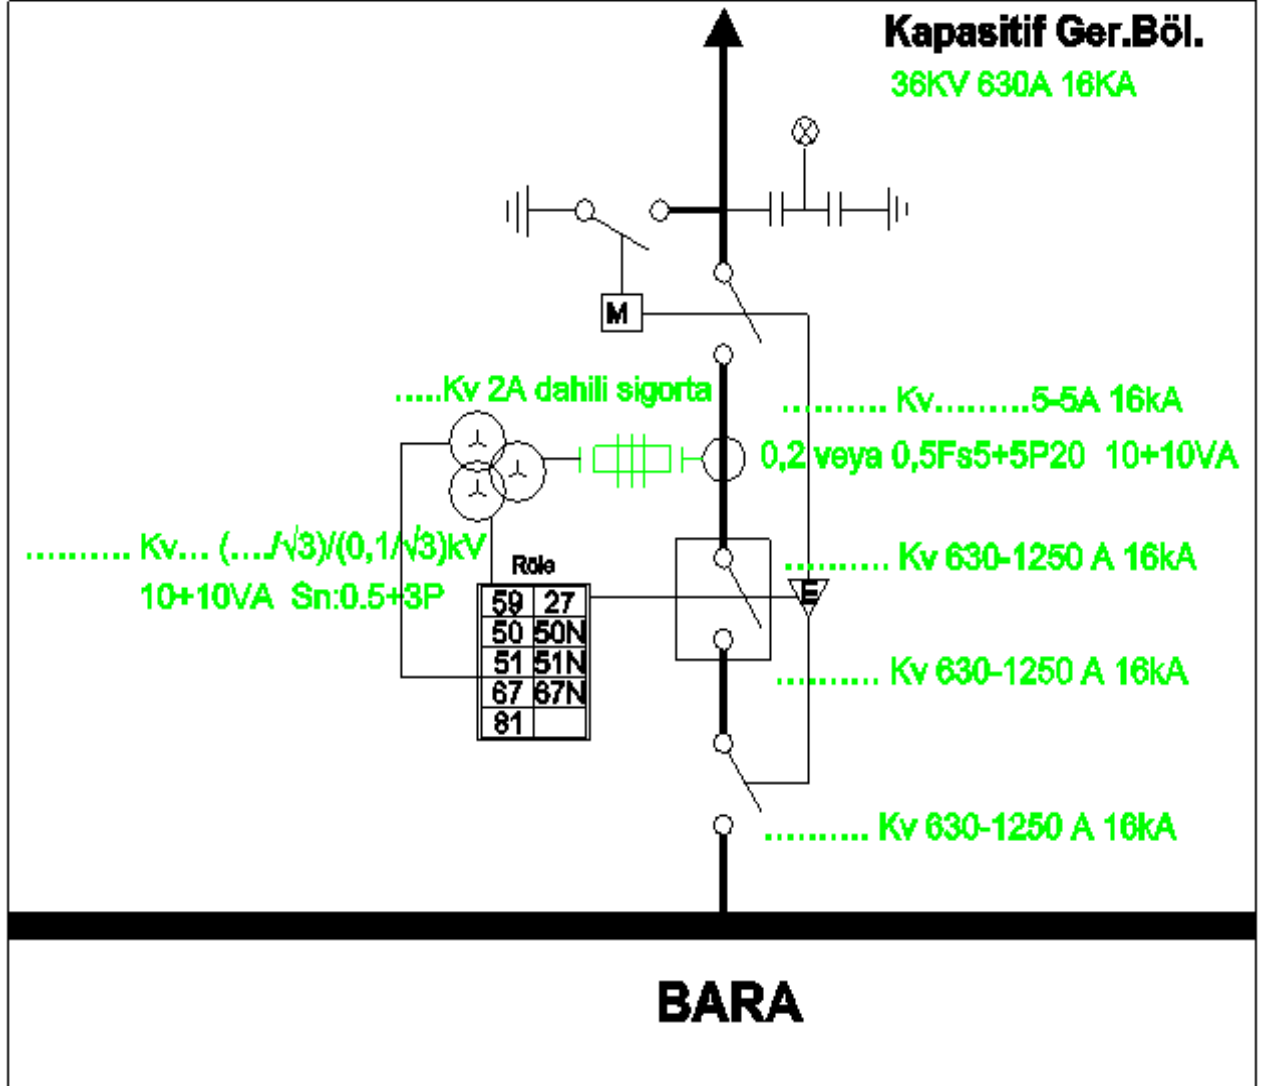 Kapasitif Ger.Böl.
36KV 630A 16KA
M
.....Kv 2A dahili sigorta
.......... Kv.........5-5A 16kA
0,2 veya 0,5Fs5+5P20 10+10VA
.......... Kv... (..../√3)/(0,1/√3)kV
10+10VA Sn:0.5+3P
Röle
.......... Kv 630-1250 A 16kA
59 27
50 50N
51 51N
67 67N
81
E
.......... Kv 630-1250 A 16kA
.......... Kv 630-1250 A 16kA
BARA